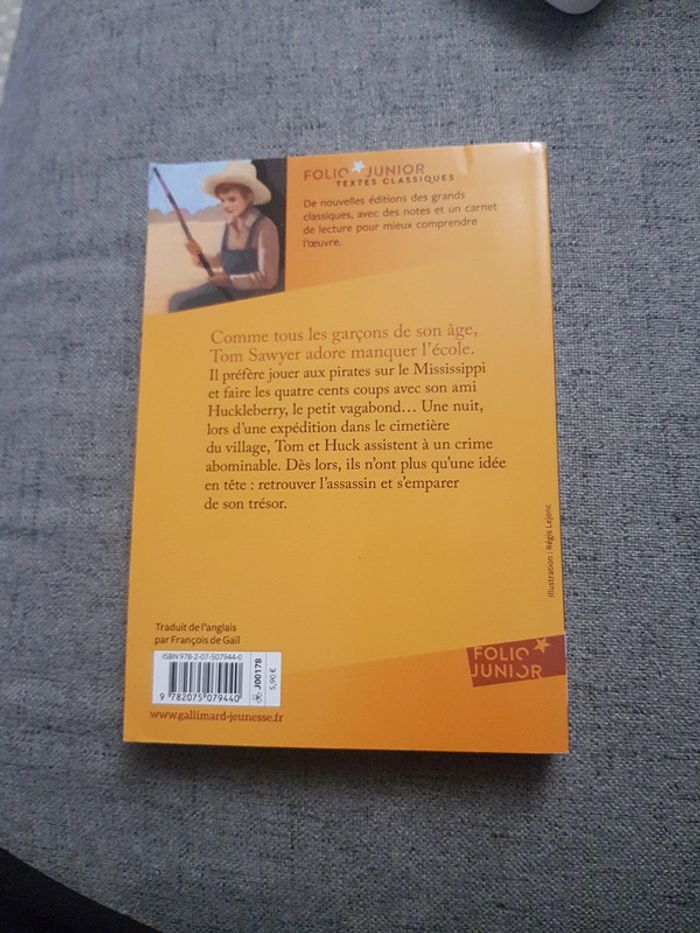 FOLIO JUNIOR
TEXTES CLASSIQUES
De nouvelles éditions des grands
classiques, avec des notes et un carnet
de lecture pour mieux comprendre
l'œuvre.
Comme tous les garçons de son âge,
Tom Sawyer adore manquer l'école.
Il préfère jouer aux pirates sur le Mississippi
et faire les quatre cents coups avec son ami
Huckleberry, le petit vagabond... Une nuit,
lors d'une expédition dans le cimetière
du village, Tom et Huck assistent à un crime
abominable. Dès lors, ils n'ont plus qu'une idée
en tête : retrouver l'assassin et s'emparer
de son trésor.
Illustration : Régis Lejonc
Traduit de l'anglais
par François de Gaïl
ISBN 978-2-07-507944-0
9 782075 079440
J00178
5,90 €
www.gallimard-jeunesse.fr
FOLIO
JUNIOR